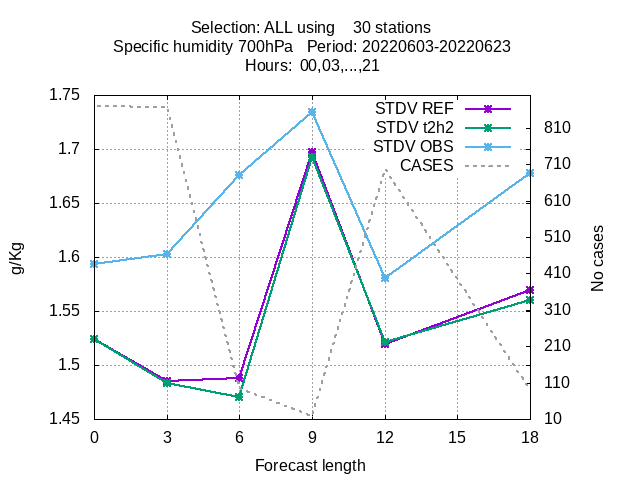 Selection: ALL using    30 stations
Specific humidity 700hPa   Period: 20220603-20220623
Hours:  00,03,...,21
1.75
1.7
1.65
1.6
1.55
1.5
1.45
g/Kg
STDV REF
STDV t2h2
STDV OBS
CASES
810
710
610
510
410
310
210
110
10
No cases
0 3 6 9 12 15 18
Forecast length